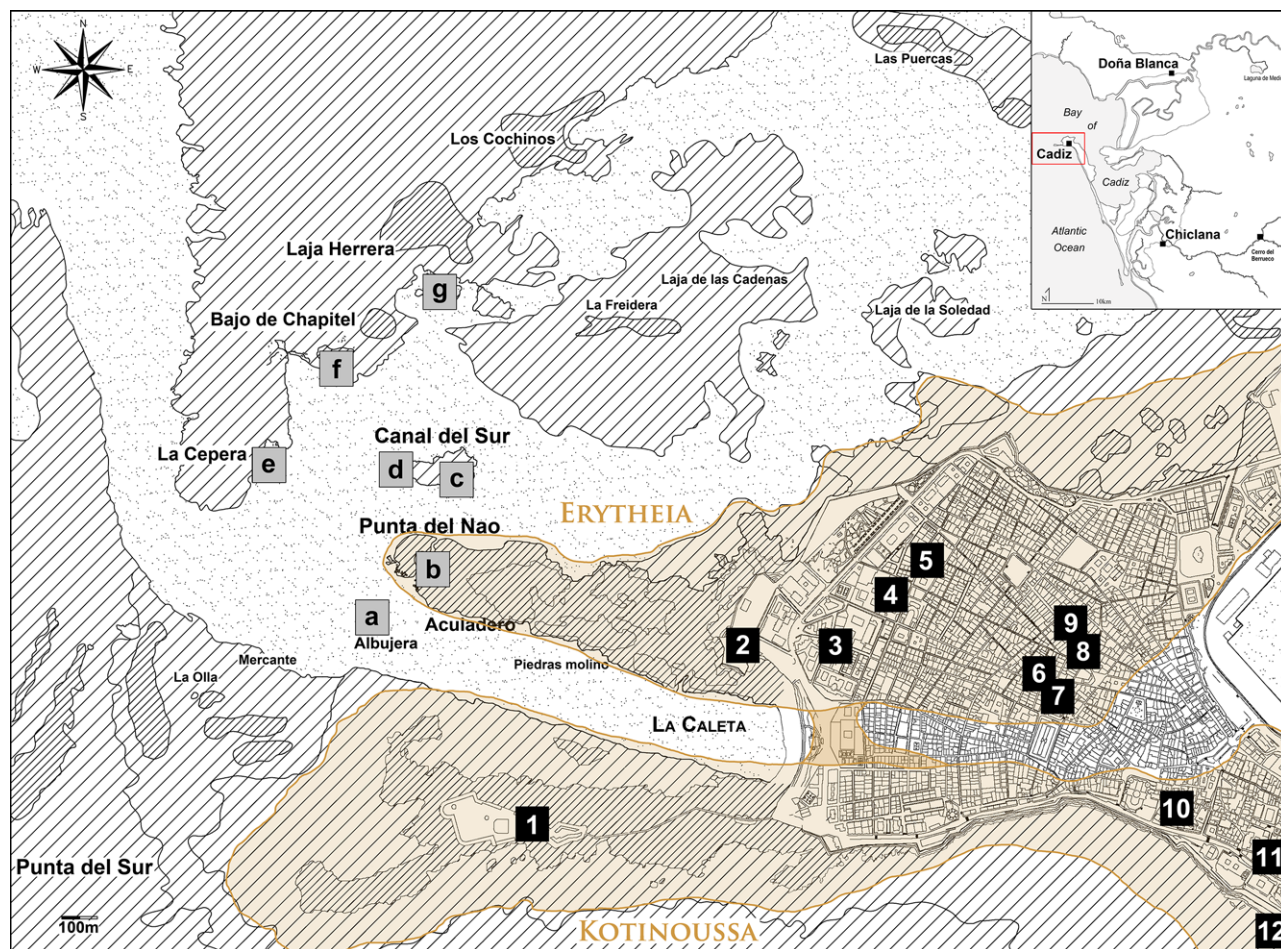 N
W
E
S
Las Puercas
Los Cochinos
Laja Herrera
g
Laja de las Cadenas
La Freidera
Laja de la Soledad
Bajo de Chapitel
f
Canal del Sur
La Cepera
e
d
c
ERYTHEIA
Punta del Nao
b
a
Albujera
Aculadero
Mercante
Piedras molino
La Olla
LA CALETA
5
4
2
3
9
8
6
7
1
10
11
12
Punta del Sur
100m
KOTINOUSSA
Doña Blanca
Bay
of
Cadiz
Cadiz
Atlantic
Ocean
Chiclana
Cerro del
Berrueco
N
10km